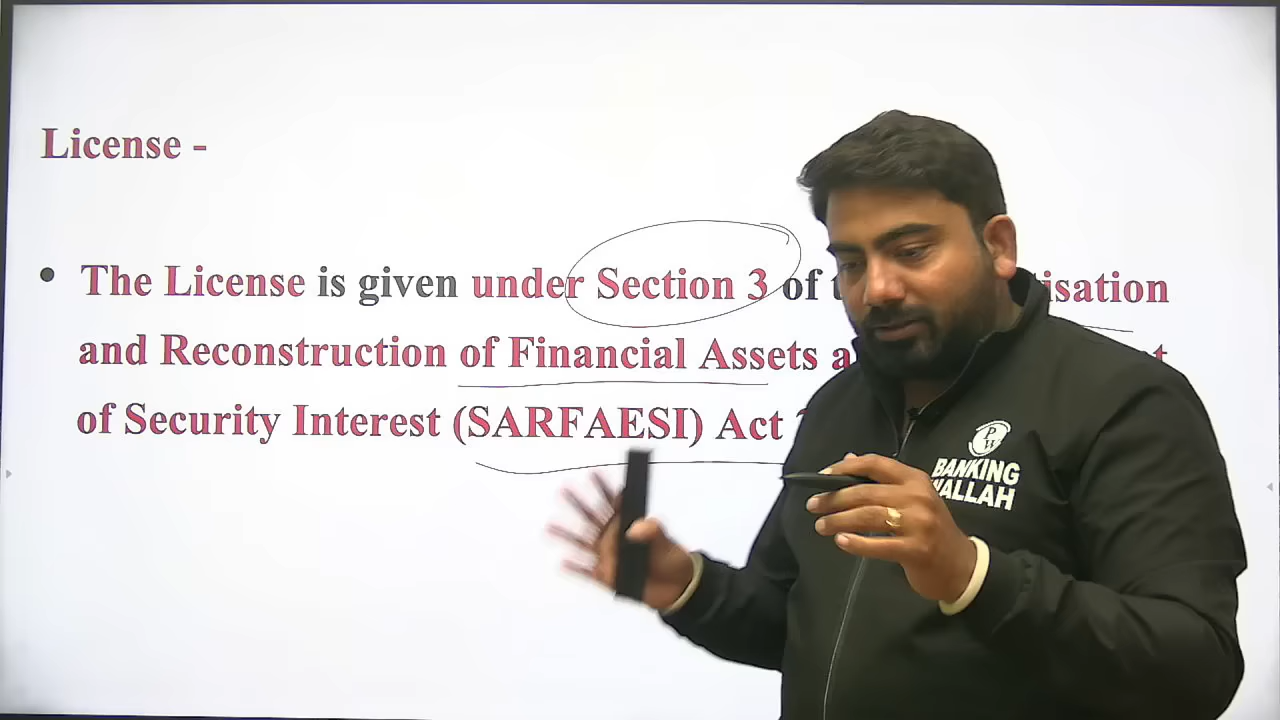 License -
• The License is given under Section 3 of isation
and Reconstruction of Financial Assets
of Security Interest (SARFAESI) Act
PW
BANKING
WALLAH